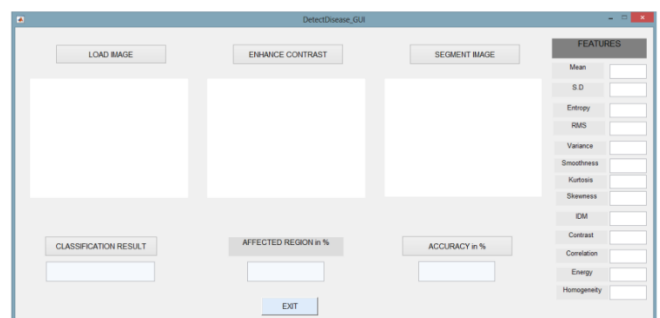 DetectDisease_GUI
LOAD IMAGE
ENHANCE CONTRAST
SEGMENT IMAGE
FEATURES
Mean
S.D
Entropy
RMS
Variance
Smoothness
Kurtosis
Skewness
IDM
Contrast
Correlation
Energy
Homogeneity
CLASSIFICATION RESULT
AFFECTED REGION in %
ACCURACY in %
EXIT